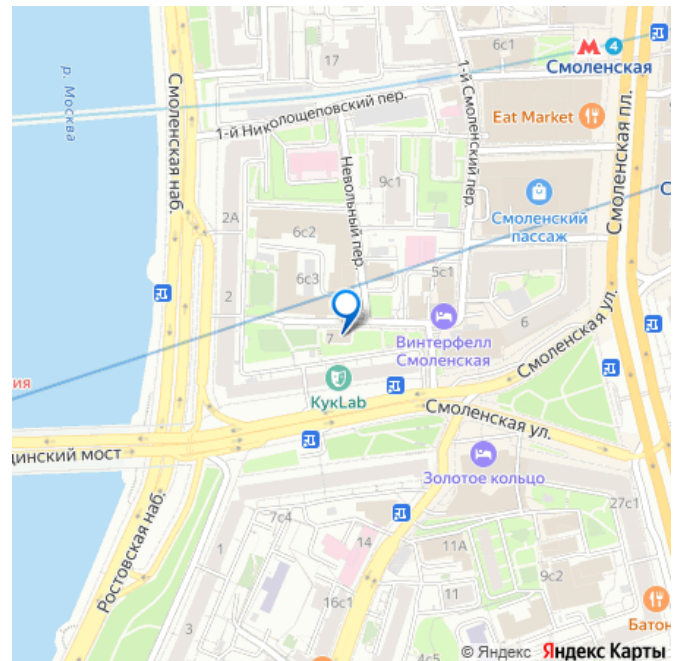 6с1
4
Смоленская
17
р. Москва
Смоленская наб.
1-й Николощеповский пер.
1-й Смоленский пер.
Eat Market
Смоленская пл.
Невольный пер.
9с1
2А
Смоленский
пассаж
С
6с2
6с3
5с1
2
7
Винтерфелл
Смоленская
6
Смоленская ул.
ия
КукLab
Смоленская ул.
динский мост
Золотое кольцо
Ростовская наб.
7с4
27с1
1
14
11А
9с2
16с1
11
3
4с5
Батон
© Яндекс Яндекс Карты